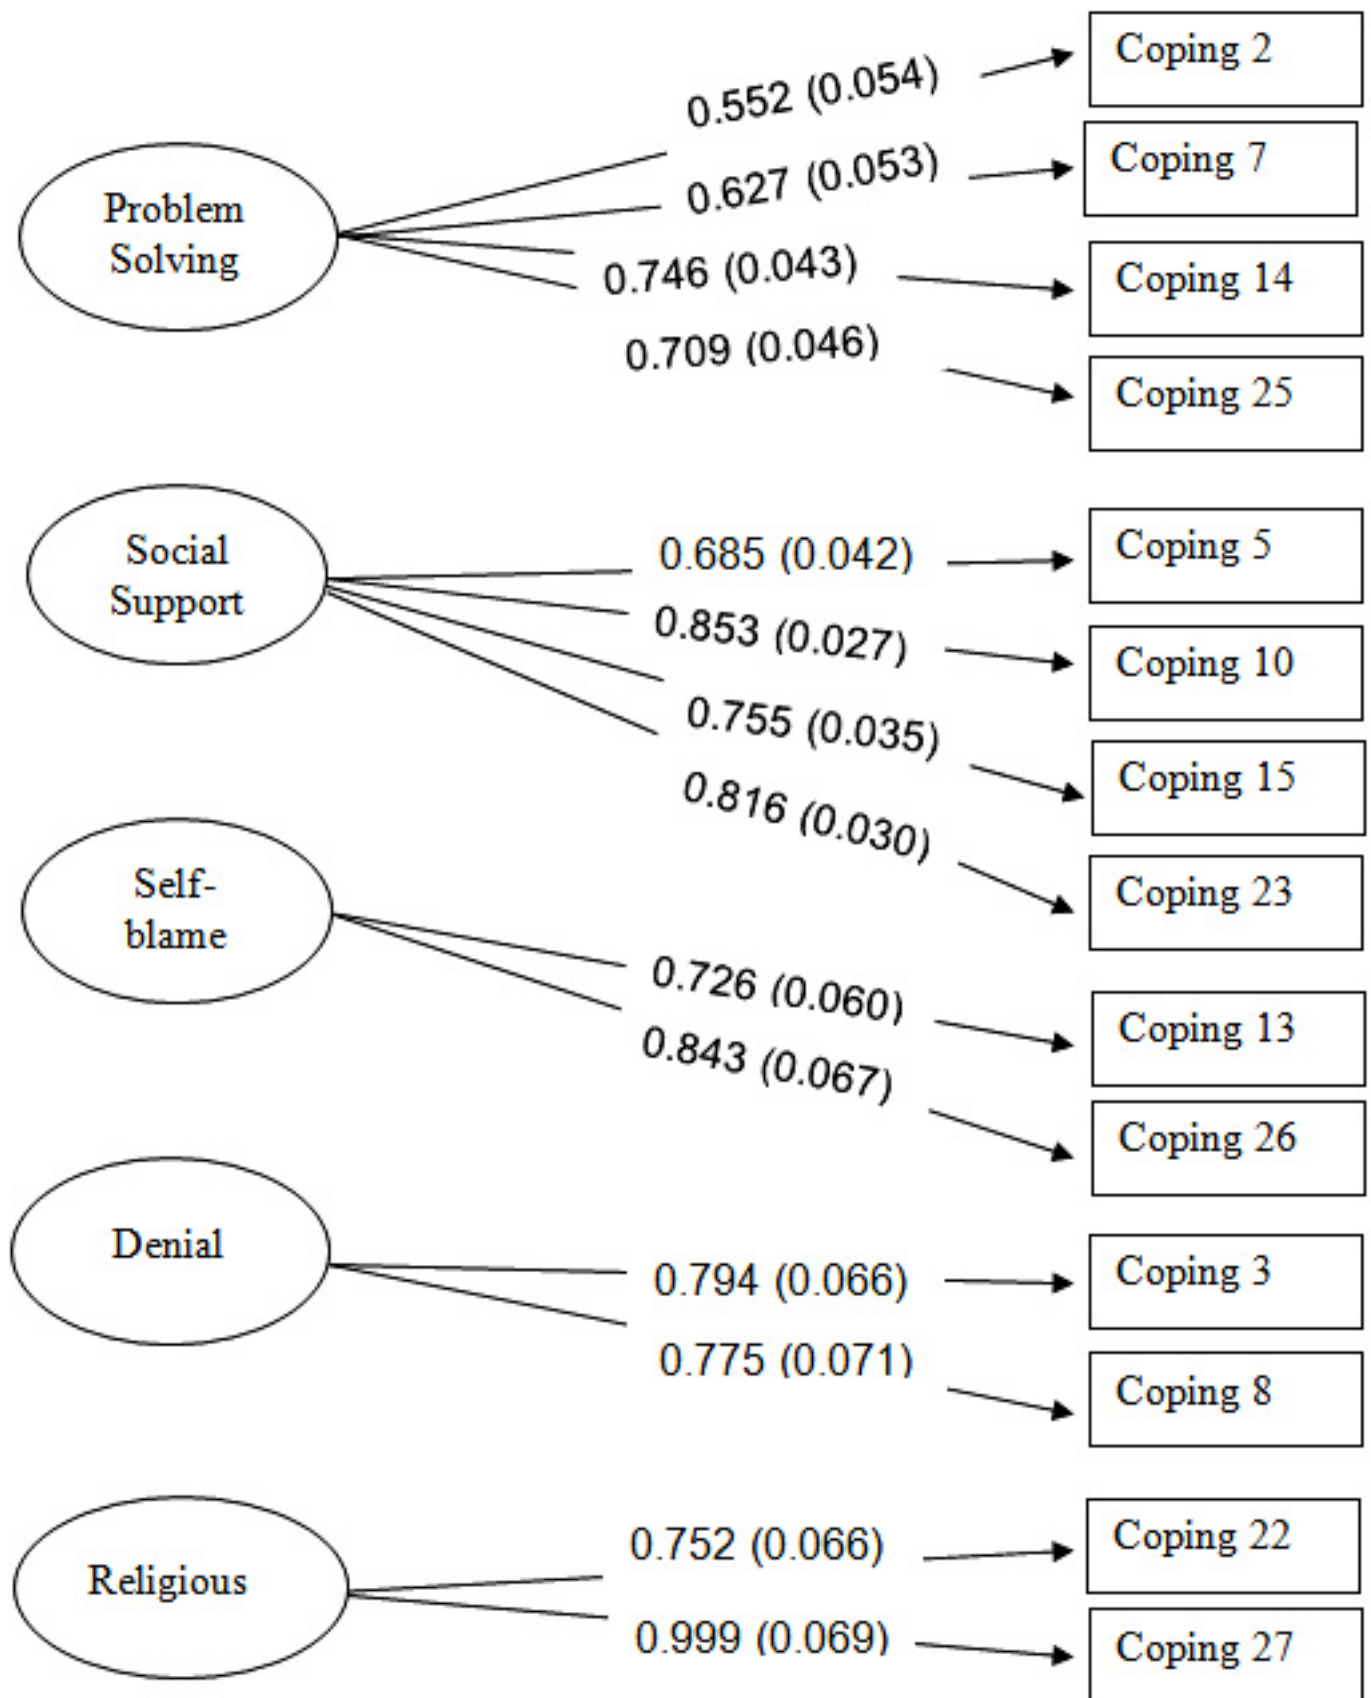 Problem
Solving
0.552 (0.054)
Coping 2
0.627 (0.053)
Coping 7
0.746 (0.043)
Coping 14
0.709 (0.046)
Coping 25
Social
Support
0.685 (0.042)
Coping 5
0.853 (0.027)
Coping 10
0.755 (0.035)
Coping 15
0.816 (0.030)
Coping 23
Self-
blame
0.726 (0.060)
Coping 13
0.843 (0.067)
Coping 26
Denial
0.794 (0.066)
Coping 3
0.775 (0.071)
Coping 8
Religious
0.752 (0.066)
Coping 22
0.999 (0.069)
Coping 27